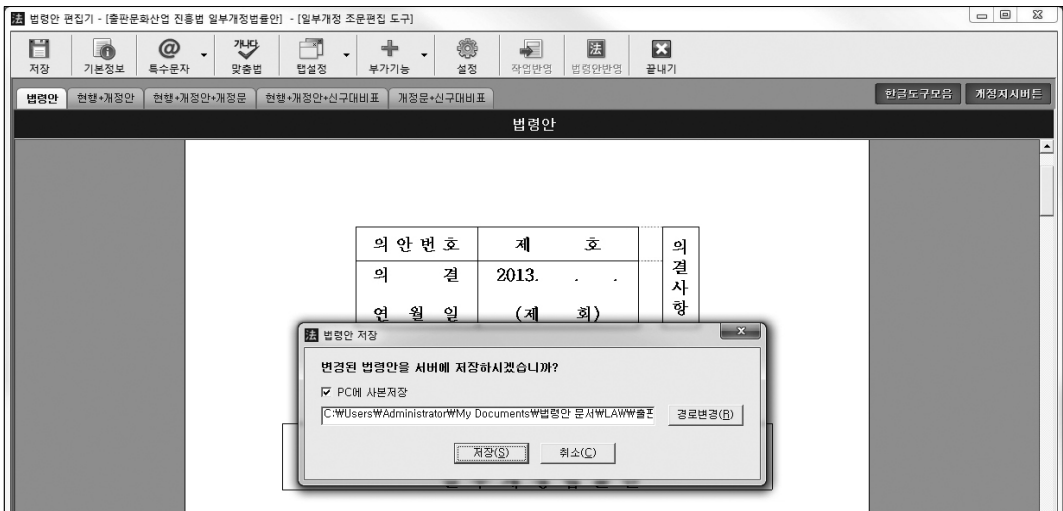 법령안 편집기 - [출판문화산업 진흥법 일부개정법률안] - [일부개정 조문편집 도구]
저장 기본정보 특수문자 맞춤법 탭설정 부가기능 설정 작업반영 법령안반영 끝내기
법령안 현행+개정안 현행+개정안+개정문 현행+개정안+신구대비표 개정문+신구대비표 한글도구모음 개정지시버튼
법령안
의안번호 제 호
의 결 2013. . .
연 월 일 (제 회)
의결사항
법령안 저장
변경된 법령안을 서버에 저장하시겠습니까?
PC에 사본저장
C:₩Users₩Administrator₩My Documents₩법령안 문서₩LAW₩출판 경로변경(R)
저장(S) 취소(C)